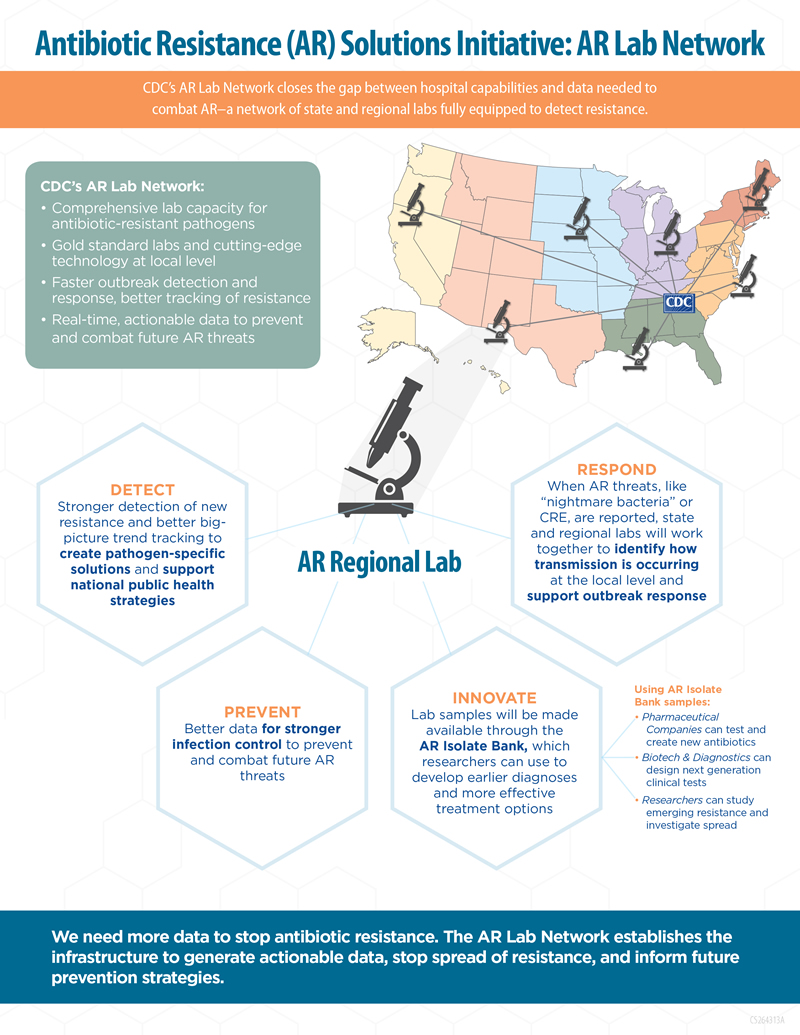 Antibiotic Resistance (AR) Solutions Initiative: AR Lab Network
CDC's AR Lab Network closes the gap between hospital capabilities and data needed to
combat AR–a network of state and regional labs fully equipped to detect resistance.
CDC's AR Lab Network:
• Comprehensive lab capacity for
antibiotic-resistant pathogens
• Gold standard labs and cutting-edge
technology at local level
• Faster outbreak detection and
response, better tracking of resistance
• Real-time, actionable data to prevent
and combat future AR threats
CDC
AR Regional Lab
DETECT
Stronger detection of new
resistance and better big-
picture trend tracking to
create pathogen-specific
solutions and support
national public health
strategies
RESPOND
When AR threats, like
“nightmare bacteria” or
CRE, are reported, state
and regional labs will work
together to identify how
transmission is occurring
at the local level and
support outbreak response
PREVENT
Better data for stronger
infection control to prevent
and combat future AR
threats
INNOVATE
Lab samples will be made
available through the
AR Isolate Bank, which
researchers can use to
develop earlier diagnoses
and more effective
treatment options
Using AR Isolate
Bank samples:
• Pharmaceutical
Companies can test and
create new antibiotics
• Biotech & Diagnostics can
design next generation
clinical tests
• Researchers can study
emerging resistance and
investigate spread
We need more data to stop antibiotic resistance. The AR Lab Network establishes the
infrastructure to generate actionable data, stop spread of resistance, and inform future
prevention strategies.
CS264313A